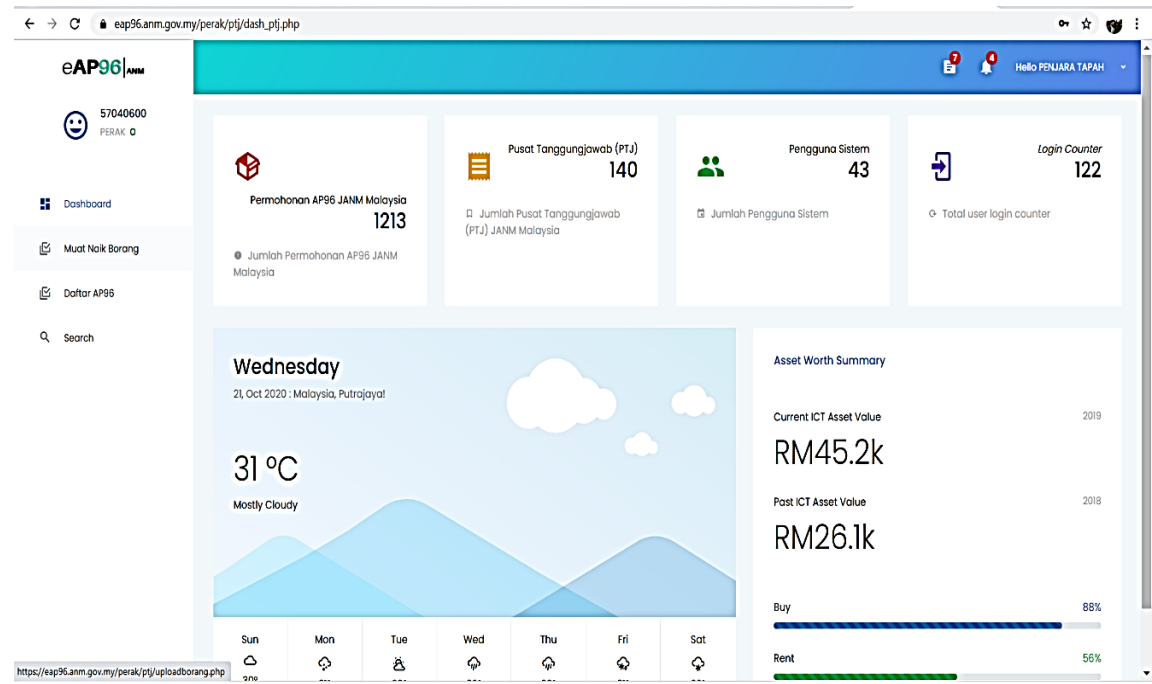 eap96.anm.gov.my/perak/ptj/dash_ptj.php
eAP96|ANM
7
4
Hello PENJARA TAPAH
57040600
PERAK
Dashboard
Muat Naik Borang
Daftar AP96
Search
Permohonan AP96 JANM Malaysia
1213
Jumlah Permohonan AP96 JANM
Malaysia
Pusat Tanggungjawab (PTJ)
140
Jumlah Pusat Tanggungjawab
(PTJ) JANM Malaysia
Pengguna Sistem
43
Jumlah Pengguna Sistem
Login Counter
122
Total user login counter
Wednesday
21, Oct 2020 : Malaysia, Putrajaya!
31 °C
Mostly Cloudy
Sun Mon Tue Wed Thu Fri Sat
Asset Worth Summary
Current ICT Asset Value 2019
RM45.2k
Past ICT Asset Value 2018
RM26.1k
Buy 88%
Rent 56%
https://eap96.anm.gov.my/perak/ptj/uploadborang.php